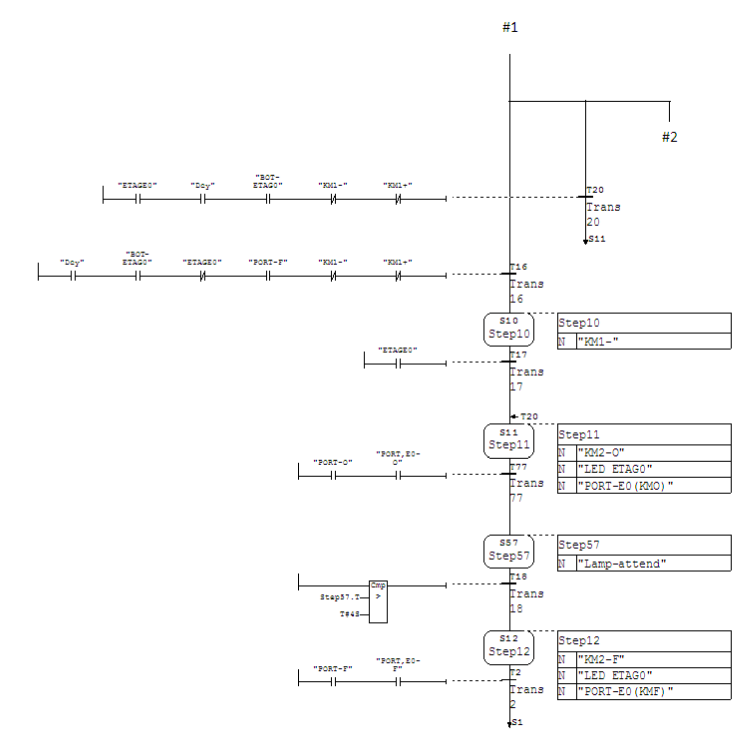 #1
#2
"ETAGE0" "Dcy" "BOT-
ETAG0" "KM1-" "KM1+"
T20
Trans
20
S11
"Dcy" "BOT-
ETAG0" "ETAGE0" "PORT-F" "KM1-" "KM1+"
T16
Trans
16
S10
Step10
Step10
N "KM1-"
"ETAGE0"
T17
Trans
17
T20
S11
Step11
Step11
N "KM2-O"
N "LED ETAG0"
N "PORT-E0(KMO)"
"PORT-O" "PORT,E0-
O"
T77
Trans
77
S57
Step57
Step57
N "Lamp-attend"
Cmp
Step57.T >
T#4S
T18
Trans
18
S12
Step12
Step12
N "KM2-F"
N "LED ETAG0"
N "PORT-E0(KMF)"
"PORT-F" "PORT,E0-
F"
T2
Trans
2
S1